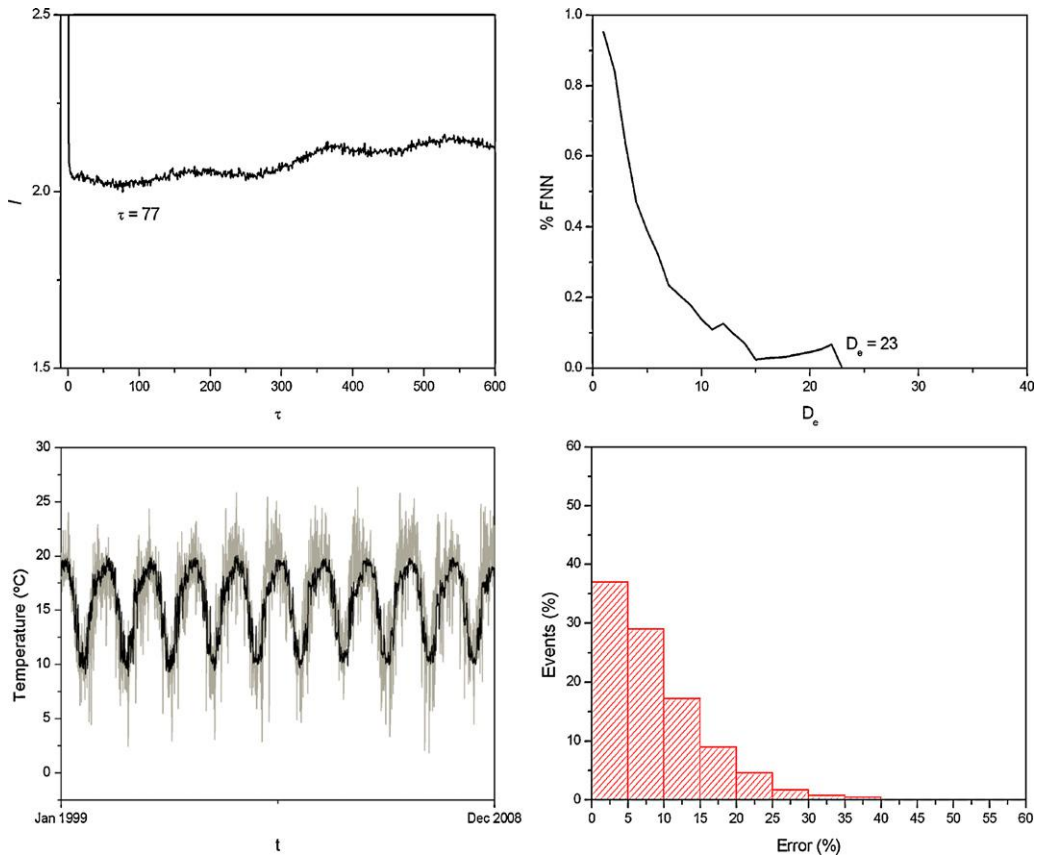 2.5
2.0
1.5
I
τ = 77
0 100 200 300 400 500 600
τ
1.0
0.8
0.6
0.4
0.2
0.0
% FNN
Dₑ = 23
0 10 20 30 40
Dₑ
30
25
20
15
10
5
0
Temperature (ºC)
Jan 1999 Dec 2008
t
60
50
40
30
20
10
0
Events (%)
0 5 10 15 20 25 30 35 40 45 50 55 60
Error (%)